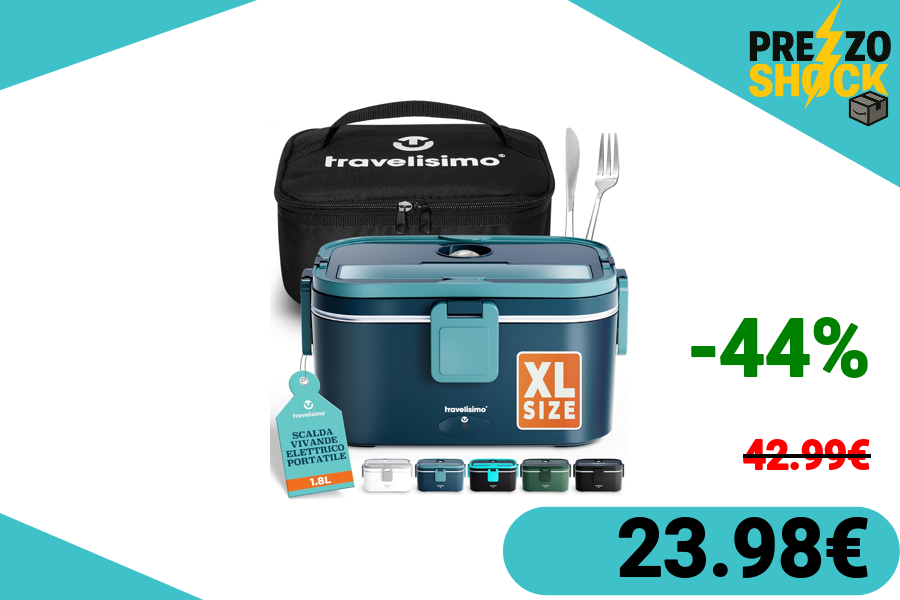 PREZZO
SHOCK
travelisimo®
XL
SIZE
travelisimo
travelisimo
SCALDA
VIVANDE
ELETTRICO
PORTATILE
1.8L
-44%
42.99€
23.98€